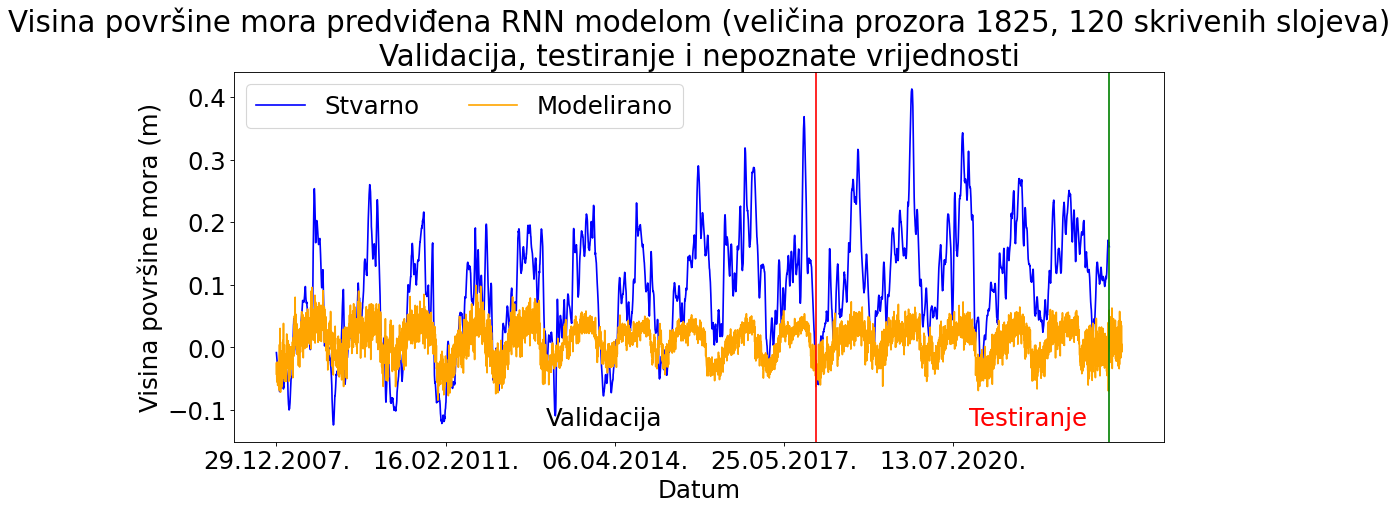 Visina površine mora predviđena RNN modelom (veličina prozora 1825, 120 skrivenih slojeva)
Validacija, testiranje i nepoznate vrijednosti
Stvarno
Modelirano
Visina površine mora (m)
0.4
0.3
0.2
0.1
0.0
−0.1
Validacija
Testiranje
29.12.2007.
16.02.2011.
06.04.2014.
25.05.2017.
13.07.2020.
Datum